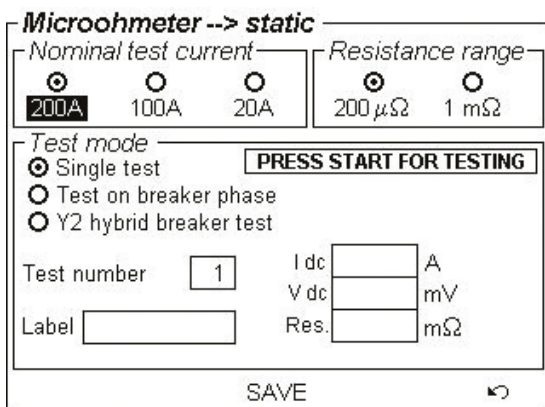 Microohmeter --> static
Nominal test current
Resistance range
200A 100A 20A
200 μΩ 1 mΩ
Test mode
Single test
PRESS START FOR TESTING
Test on breaker phase
Y2 hybrid breaker test
Test number 1
I dc A
V dc mV
Label
Res. mΩ
SAVE